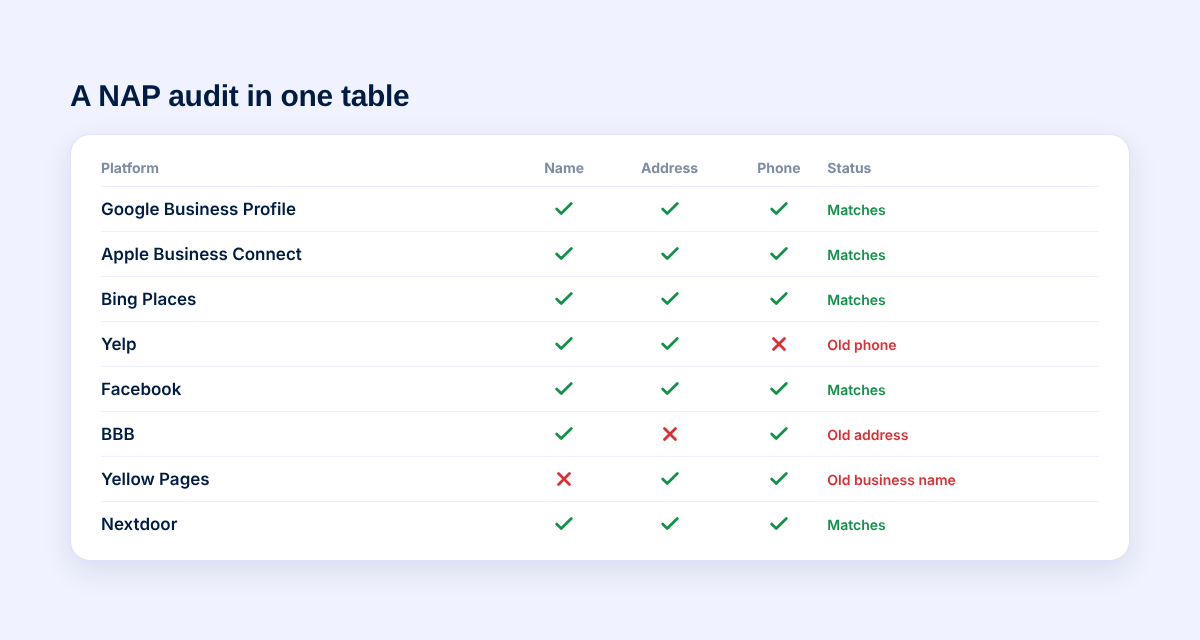 A NAP audit in one table
Platform Name Address Phone Status
Google Business Profile ✓ ✓ ✓ Matches
Apple Business Connect ✓ ✓ ✓ Matches
Bing Places ✓ ✓ ✓ Matches
Yelp ✓ ✓ ✗ Old phone
Facebook ✓ ✓ ✓ Matches
BBB ✓ ✗ ✓ Old address
Yellow Pages ✗ ✓ ✓ Old business name
Nextdoor ✓ ✓ ✓ Matches